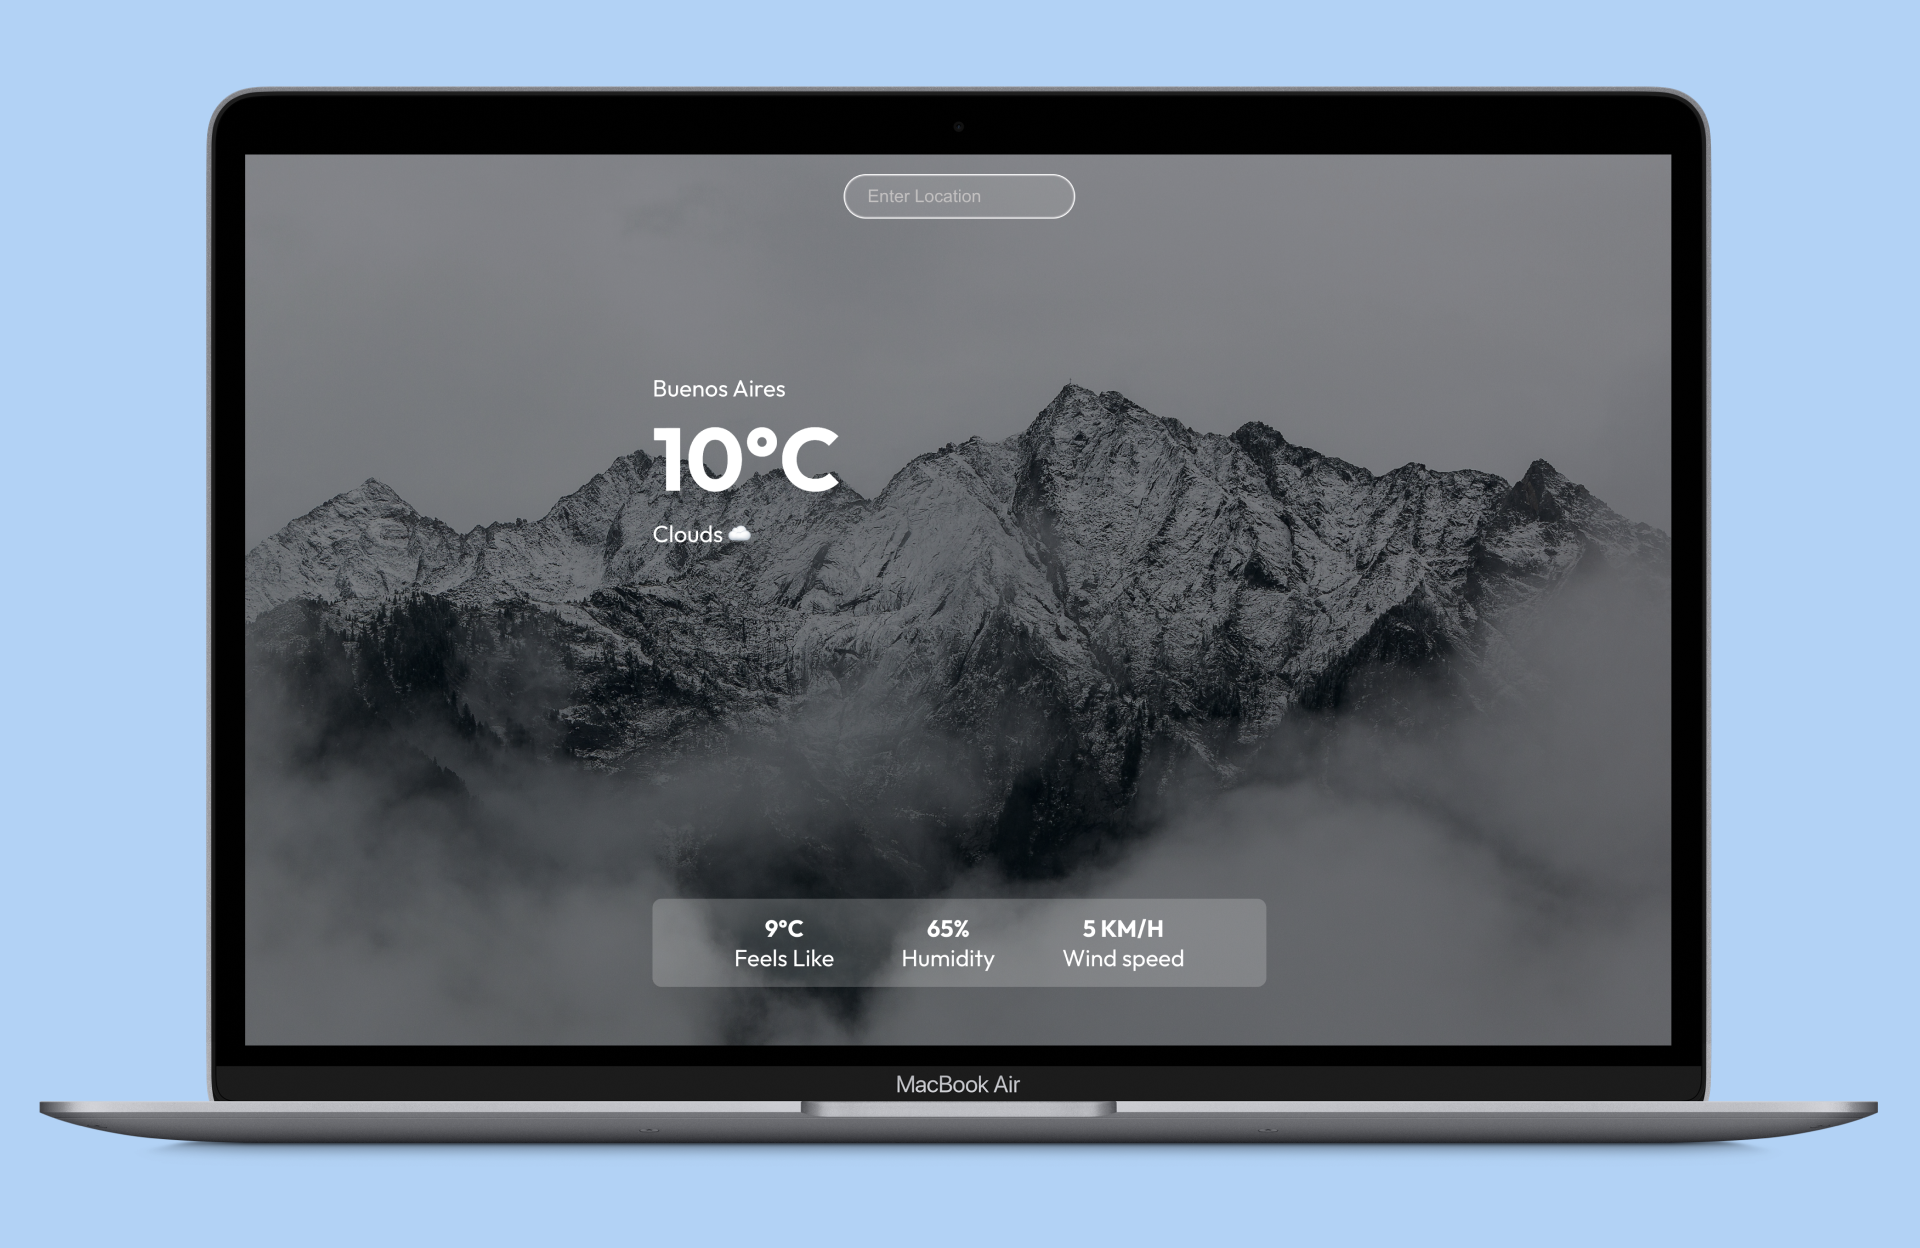 Enter Location
Buenos Aires
10°C
Clouds ☁️
9°C 65% 5 KM/H
Feels Like Humidity Wind speed
MacBook Air